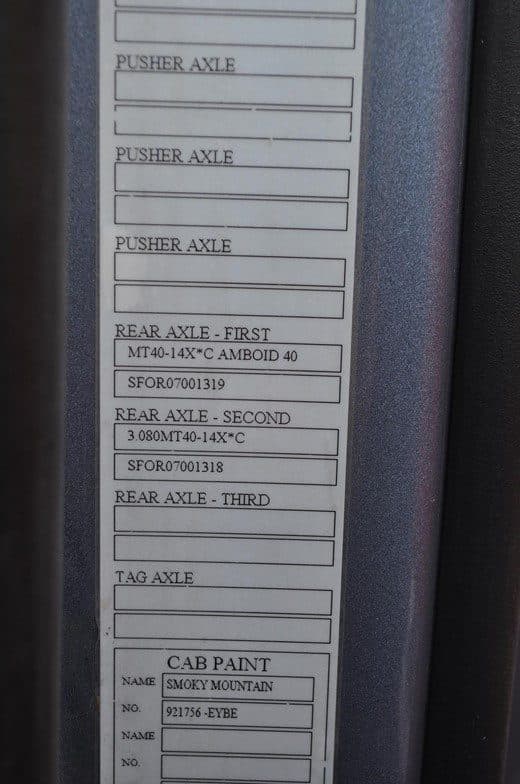 PUSHER AXLE
PUSHER AXLE
PUSHER AXLE
REAR AXLE - FIRST
MT40-14X*C AMBOID 40
SFOR07001319
REAR AXLE - SECOND
3.080MT40-14X*C
SFOR07001318
REAR AXLE - THIRD
TAG AXLE
CAB PAINT
NAME SMOKY MOUNTAIN
NO. 921756 -EYBE
NAME
NO.